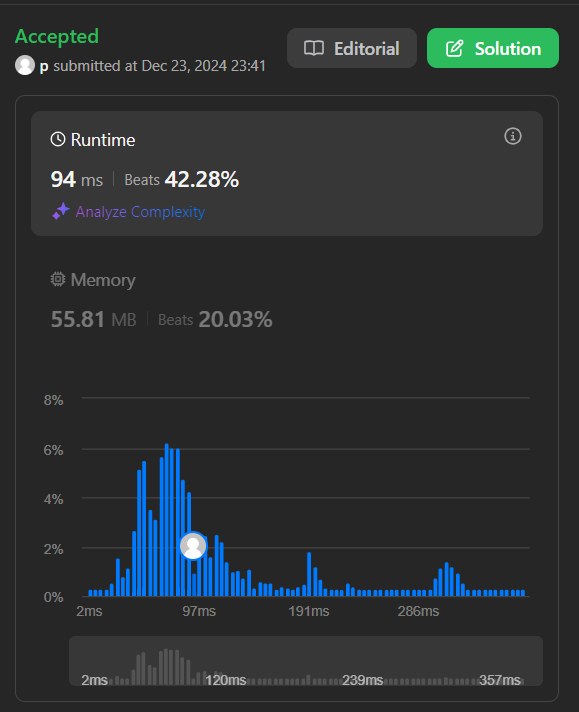 Accepted
p submitted at Dec 23, 2024 23:41
Editorial
Solution
Runtime
94 ms | Beats 42.28%
Analyze Complexity
Memory
55.81 MB | Beats 20.03%
8%
6%
4%
2%
0%
2ms 97ms 191ms 286ms
2ms 120ms 239ms 357ms